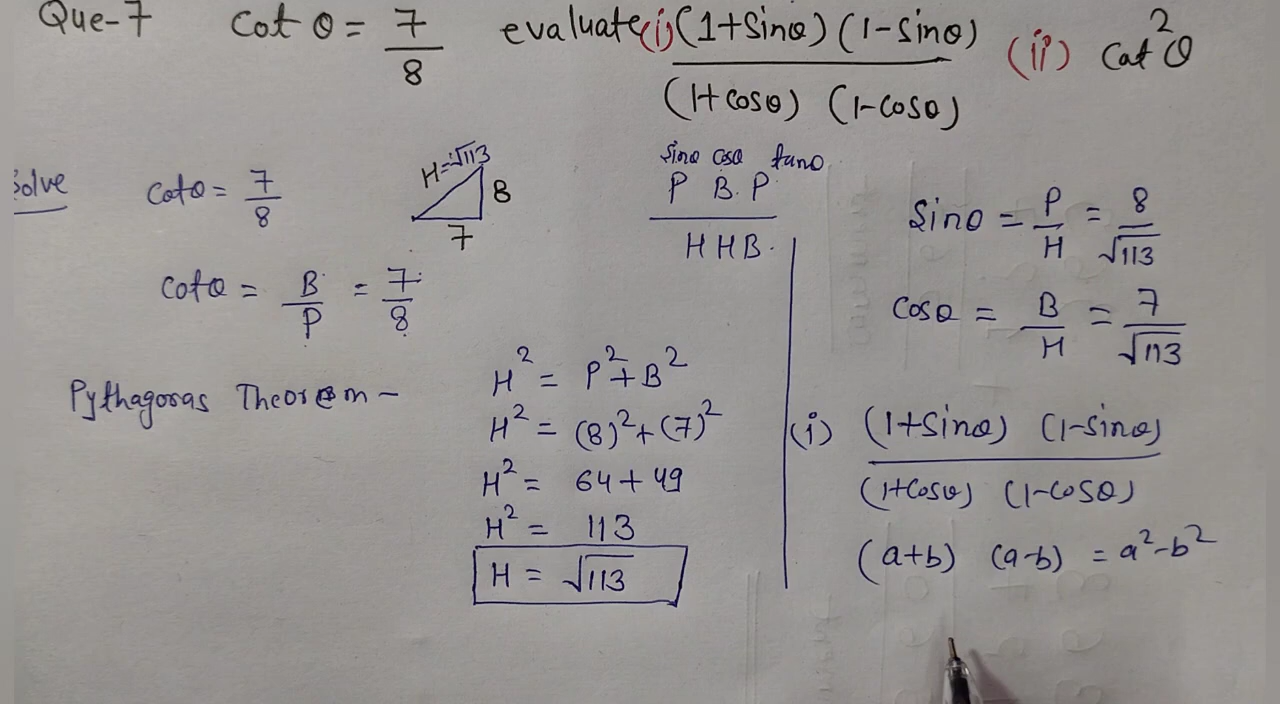 Que-7 Cot θ = 7/8 evaluate (i) (1+Sinθ) (1-Sinθ) / (1+cosθ) (1-Cosθ) (ii) Cat²θ
Solve Cotθ = 7/8
H=√113
8
7
Sinθ Cosθ tanθ
P B. P
H H B.
Cotθ = B/P = 7/8
Pythagoras Theorem -
H² = P²+B²
H² = (8)²+(7)²
H² = 64+49
H² = 113
H = √113
Sinθ = P/H = 8/√113
Cosθ = B/H = 7/√113
(i) (1+Sinθ) (1-Sinθ) / (1+Cosθ) (1-COSθ)
(a+b) (a-b) = a²-b²